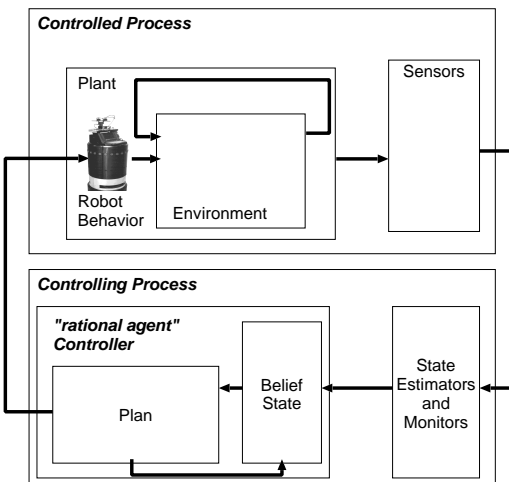 Controlled Process
Plant
Sensors
Robot
Behavior
Environment
Controlling Process
"rational agent"
Controller
Plan
Belief
State
State
Estimators
and
Monitors